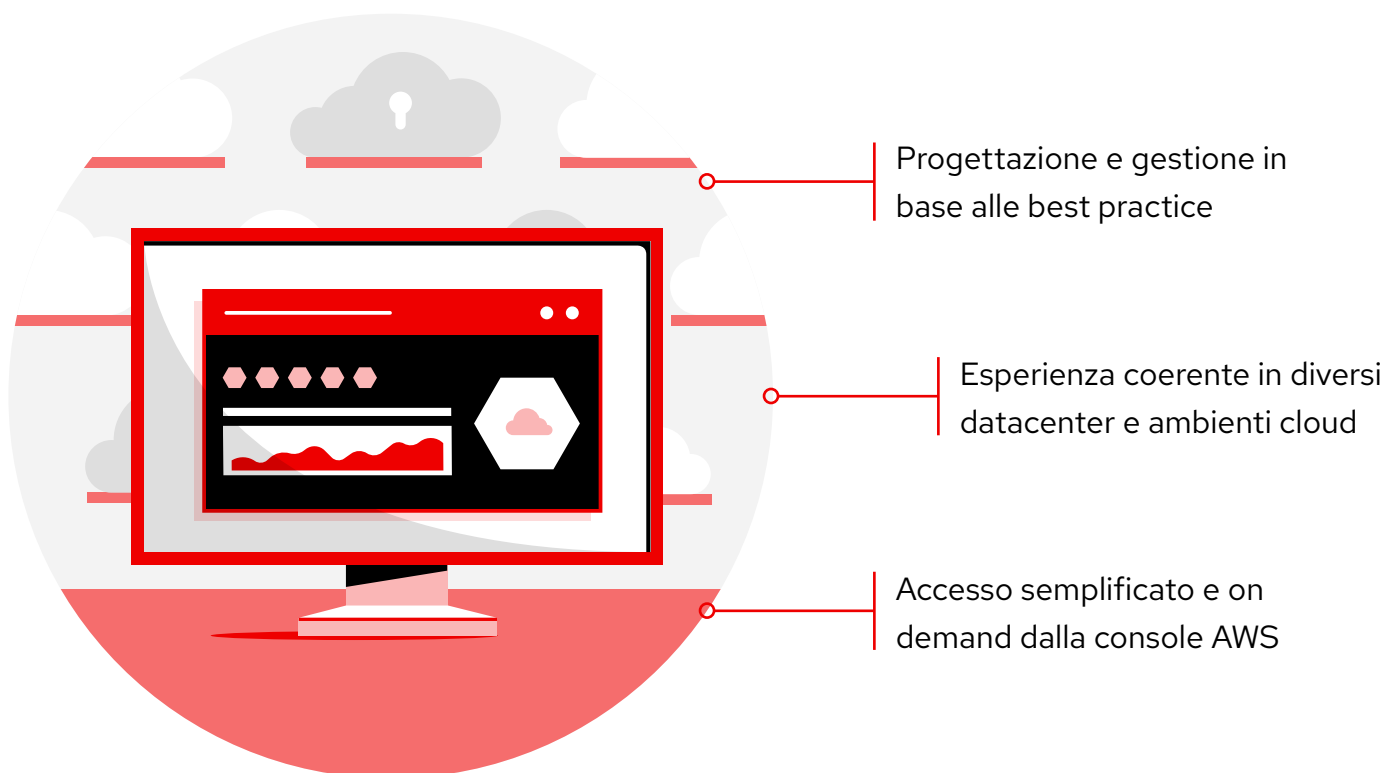 Progettazione e gestione in
base alle best practice
Esperienza coerente in diversi
datacenter e ambienti cloud
Accesso semplificato e on
demand dalla console AWS